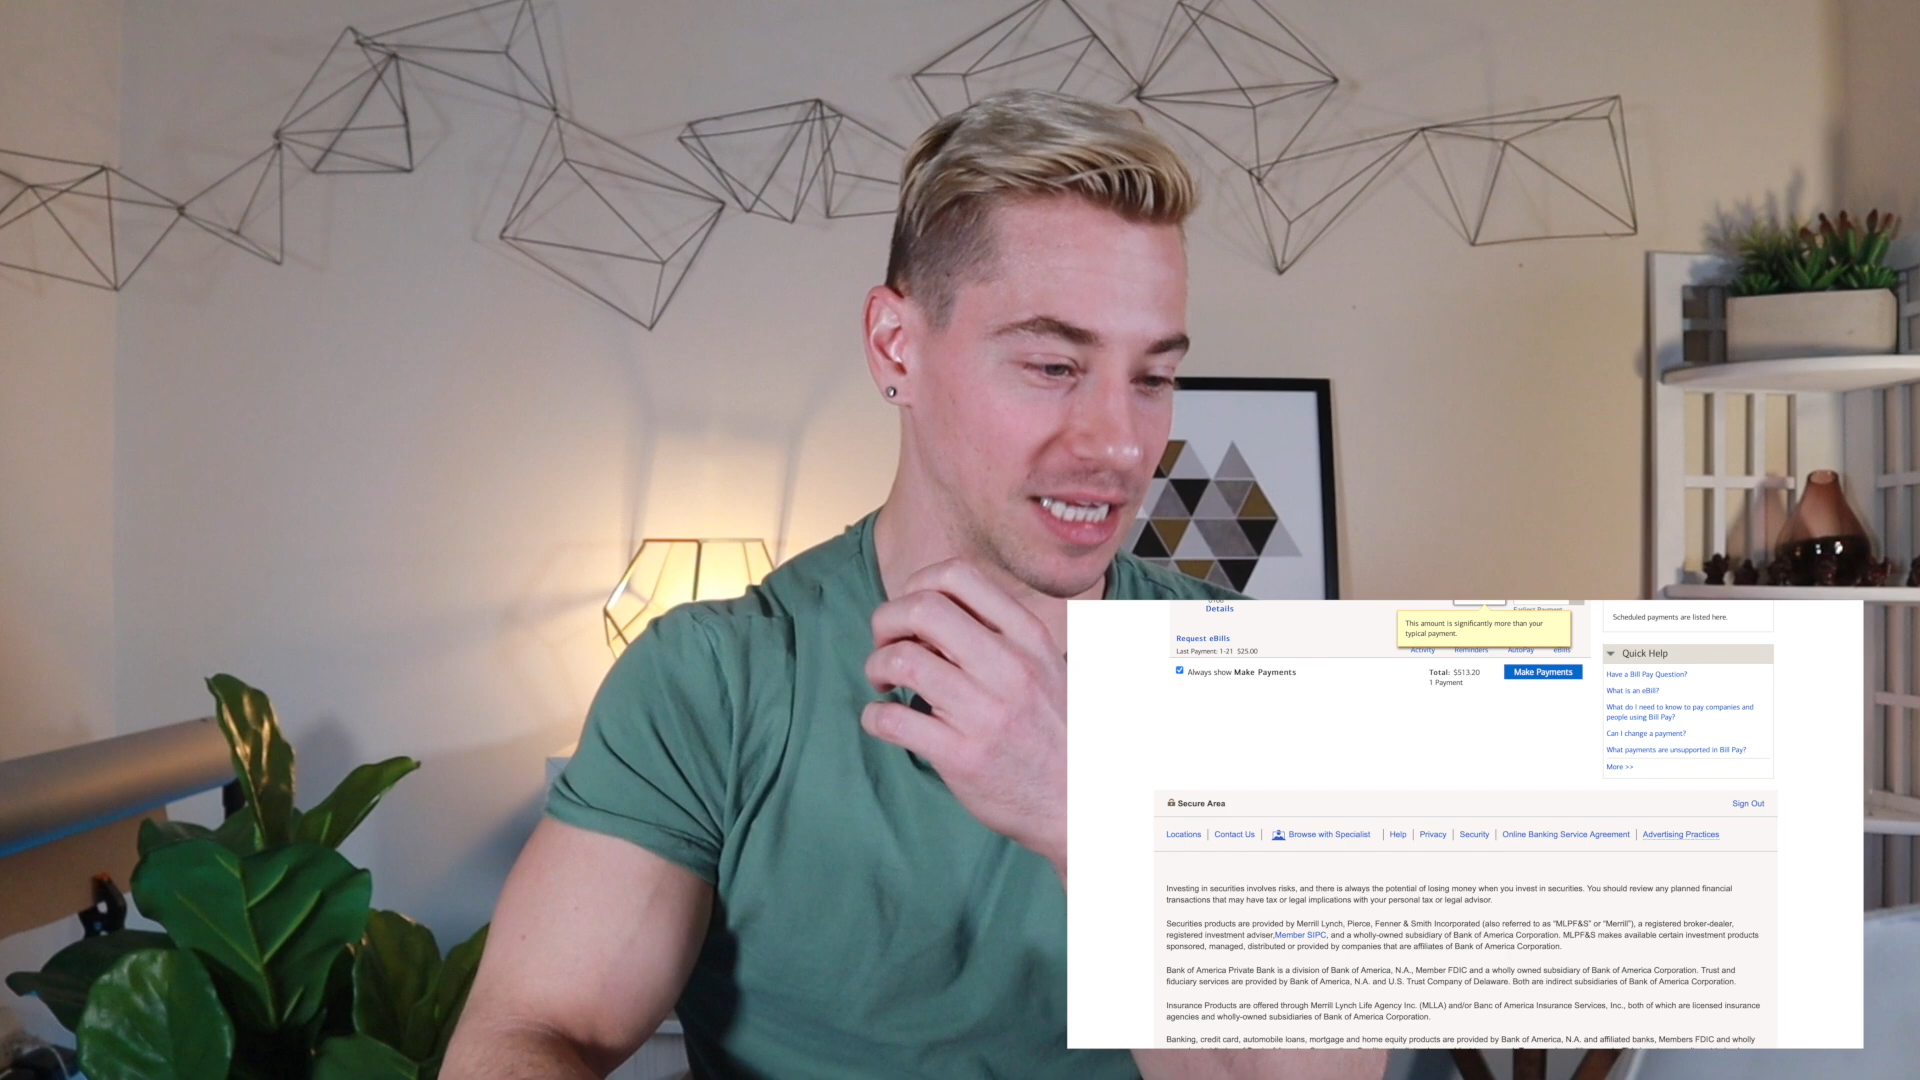 Details
Scheduled payments are listed here.
This amount is significantly more than your
typical payment.
Request eBills
Last Payment: 1-21 $25.00
Activity Reminders AutoPay eBills
Always show Make Payments
Total: $513.20
1 Payment
Make Payments
Quick Help
Have a Bill Pay Question?
What is an eBill?
What do I need to know to pay companies and
people using Bill Pay?
Can I change a payment?
What payments are unsupported in Bill Pay?
More >>
Secure Area
Sign Out
Locations | Contact Us | Browse with Specialist | Help | Privacy | Security | Online Banking Service Agreement | Advertising Practices
Investing in securities involves risks, and there is always the potential of losing money when you invest in securities. You should review any planned financial
transactions that may have tax or legal implications with your personal tax or legal advisor.
Securities products are provided by Merrill Lynch, Pierce, Fenner & Smith Incorporated (also referred to as "MLPF&S" or "Merrill"), a registered broker-dealer,
registered investment adviser,Member SIPC, and a wholly-owned subsidiary of Bank of America Corporation. MLPF&S makes available certain investment products
sponsored, managed, distributed or provided by companies that are affiliates of Bank of America Corporation.
Bank of America Private Bank is a division of Bank of America, N.A., Member FDIC and a wholly owned subsidiary of Bank of America Corporation. Trust and
fiduciary services are provided by Bank of America, N.A. and U.S. Trust Company of Delaware. Both are indirect subsidiaries of Bank of America Corporation.
Insurance Products are offered through Merrill Lynch Life Agency Inc. (MLLA) and/or Banc of America Insurance Services, Inc., both of which are licensed insurance
agencies and wholly-owned subsidiaries of Bank of America Corporation.
Banking, credit card, automobile loans, mortgage and home equity products are provided by Bank of America, N.A. and affiliated banks, Members FDIC and wholly